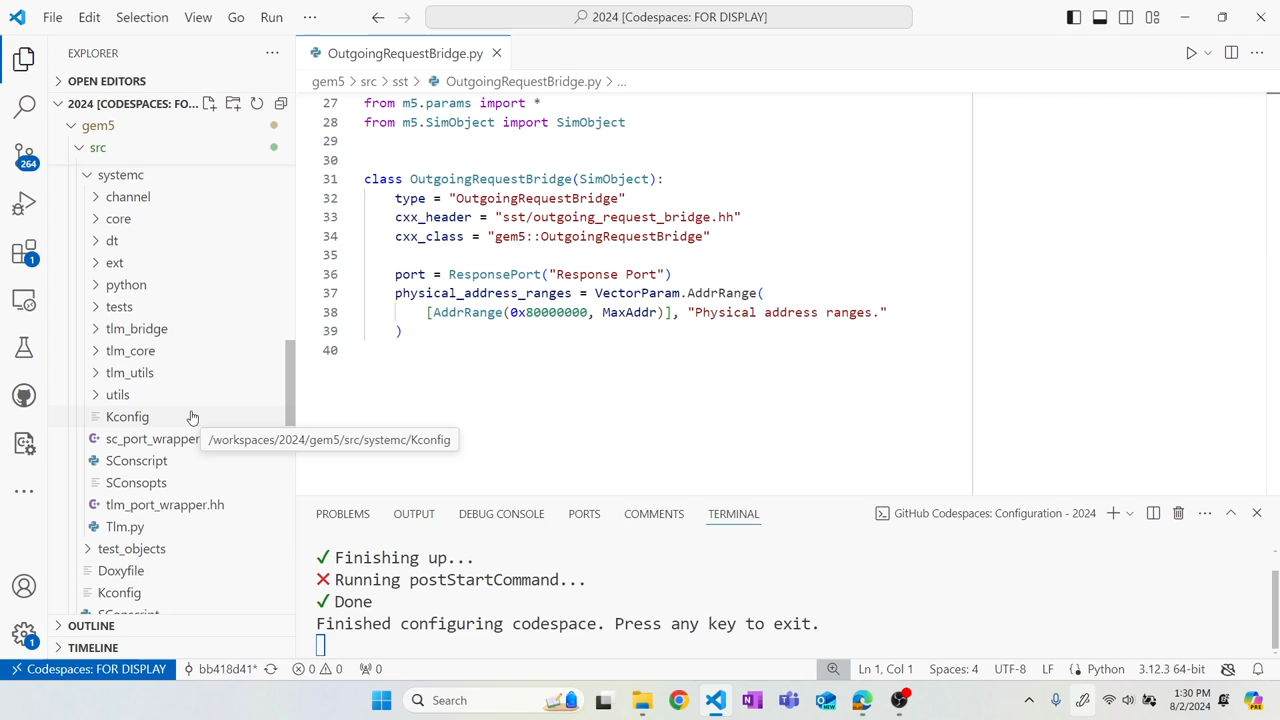 File Edit Selection View Go Run ··· 2024 [Codespaces: FOR DISPLAY]
EXPLORER
OPEN EDITORS
2024 [CODESPACES: FO...
gem5
src
systemc
channel
core
dt
ext
python
tests
tlm_bridge
tlm_core
tlm_utils
utils
Kconfig
sc_port_wrapper
/workspaces/2024/gem5/src/systemc/Kconfig
SConscript
SConsopts
tlm_port_wrapper.hh
Tlm.py
test_objects
Doxyfile
Kconfig
SConscript
OUTLINE
TIMELINE
264
1
1
OutgoingRequestBridge.py
gem5 > src > sst > OutgoingRequestBridge.py > ...
27 from m5.params import *
28 from m5.SimObject import SimObject
29
30
31 class OutgoingRequestBridge(SimObject):
32 type = "OutgoingRequestBridge"
33 cxx_header = "sst/outgoing_request_bridge.hh"
34 cxx_class = "gem5::OutgoingRequestBridge"
35
36 port = ResponsePort("Response Port")
37 physical_address_ranges = VectorParam.AddrRange(
38 [AddrRange(0x80000000, MaxAddr)], "Physical address ranges."
39 )
40
PROBLEMS OUTPUT DEBUG CONSOLE PORTS COMMENTS TERMINAL GitHub Codespaces: Configuration - 2024
✓ Finishing up...
❌ Running postStartCommand...
✓ Done
Finished configuring codespace. Press any key to exit.
Codespaces: FOR DISPLAY bb418d41* 0 0 0 Ln 1, Col 1 Spaces: 4 UTF-8 LF Python 3.12.3 64-bit
Search 1:30 PM
8/2/2024